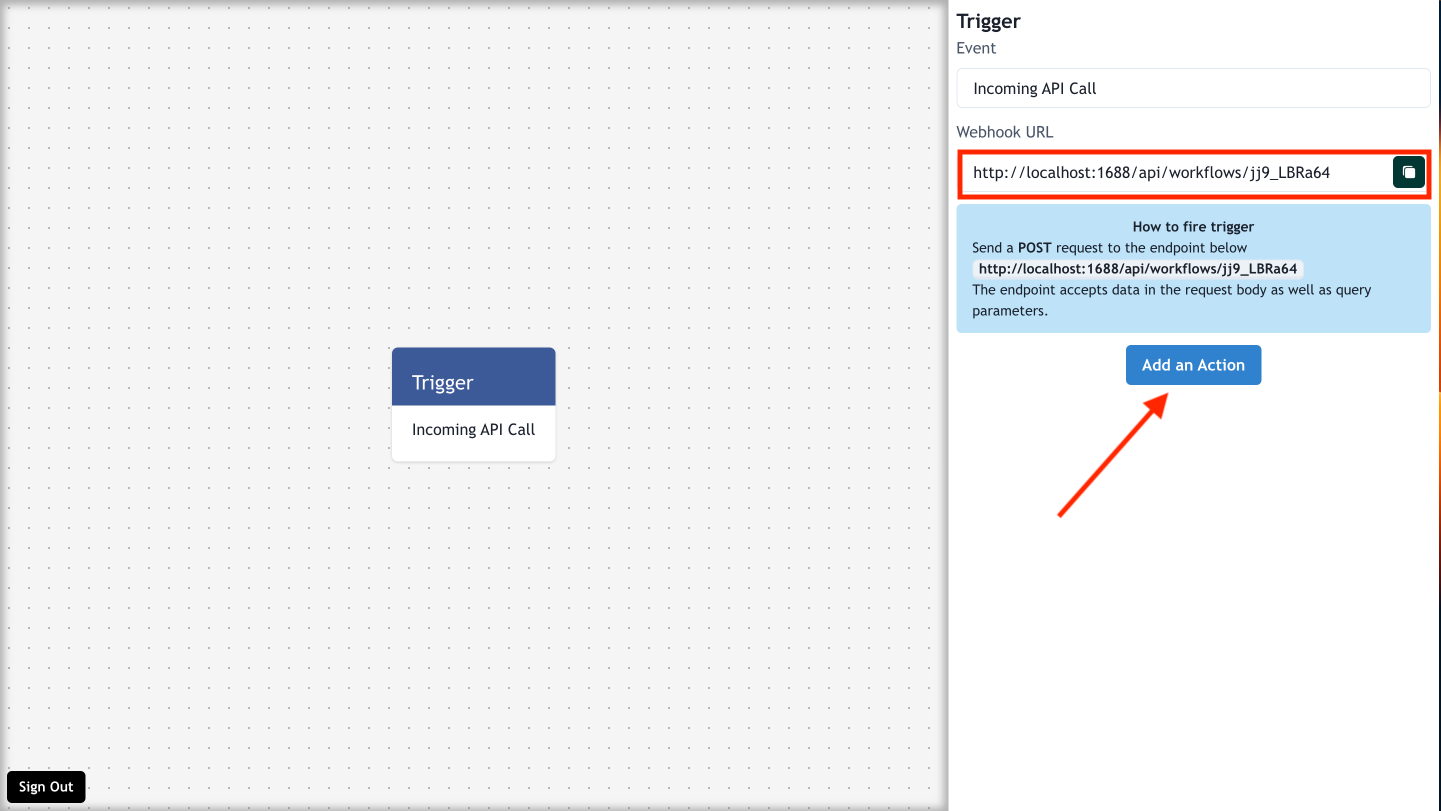 Trigger
Event
Incoming API Call
Webhook URL
http://localhost:1688/api/workflows/jj9_LBRa64
How to fire trigger
Send a POST request to the endpoint below
http://localhost:1688/api/workflows/jj9_LBRa64
The endpoint accepts data in the request body as well as query
parameters.
Add an Action
Trigger
Incoming API Call
Sign Out